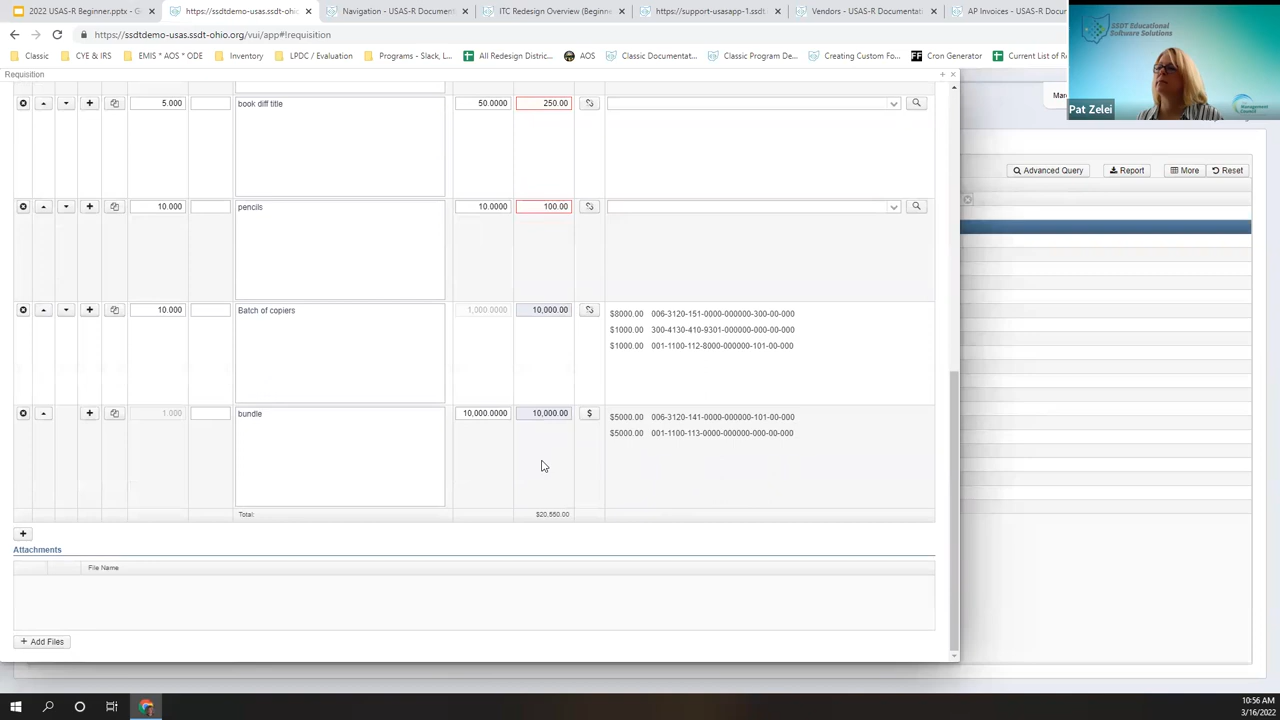 2022 USAS-R Beginner.pptx - G
https://ssdtdemo-usas.ssdt-ohio
Navigation - USAS-R Documentati
ITC Redesign Overview (Beginner
https://support-usasapp-1.ssdt
Vendors - USAS-R Documentati
AP Invoices - USAS-R Docum
https://ssdtdemo-usas.ssdt-ohio.org/vui/app#!requisition
Classic
CYE & IRS
EMIS * AOS * ODE
Inventory
LPDC / Evaluation
Programs - Slack, L...
All Redesign District...
AOS
Classic Documentat...
Classic Program De...
Creating Custom Fo...
Cron Generator
Current List of Re
SSDT Educational
Software Solutions
Management
Council
Pat Zelei
Requisition
Mar
Advanced Query
Report
More
Reset
5.000 book diff title 50.0000 250.00
10.000 pencils 10.0000 100.00
10.000 Batch of copiers 1,000.0000 10,000.00
$8000.00 006-3120-151-0000-000000-300-00-000
$1000.00 300-4130-410-9301-000000-000-00-000
$1000.00 001-1100-112-8000-000000-101-00-000
1.000 bundle 10,000.0000 10,000.00 $
$5000.00 006-3120-141-0000-000000-101-00-000
$5000.00 001-1100-113-0000-000000-000-00-000
Total: $20,550.00
Attachments
File Name
+ Add Files
10:56 AM
3/16/2022